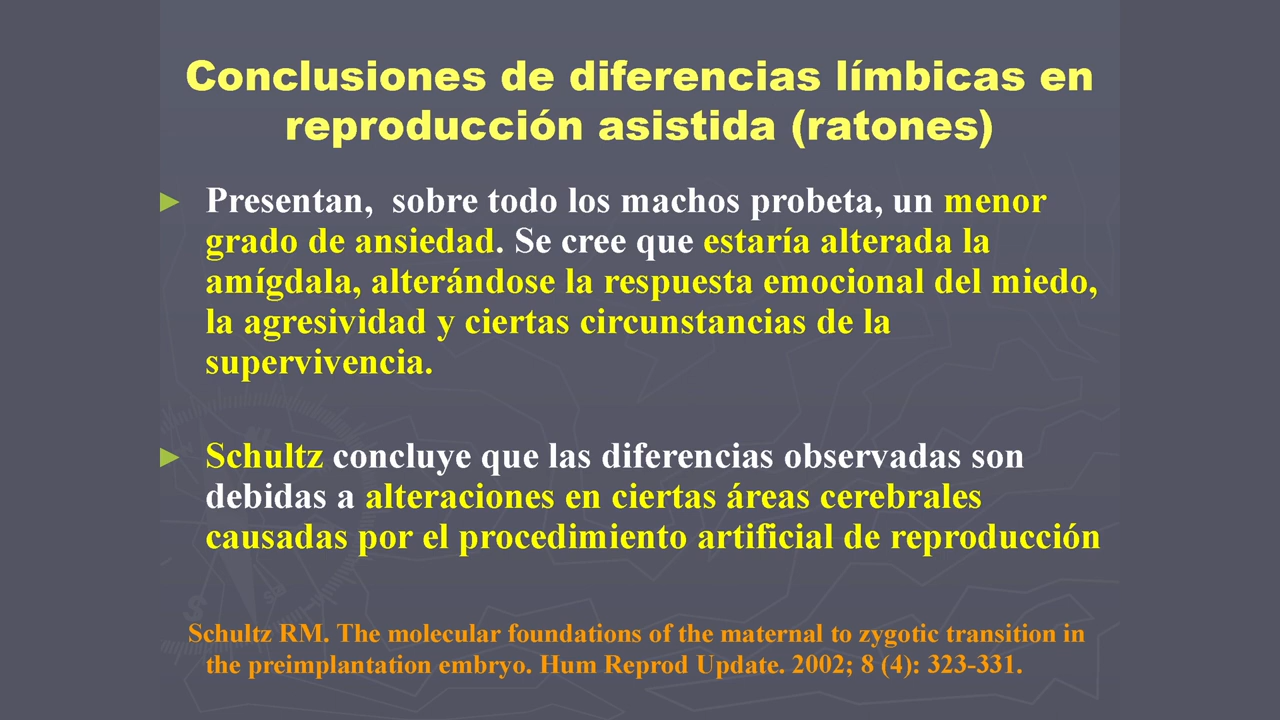 Conclusiones de diferencias límbicas en
reproducción asistida (ratones)
► Presentan, sobre todo los machos probeta, un menor
grado de ansiedad. Se cree que estaría alterada la
amígdala, alterándose la respuesta emocional del miedo,
la agresividad y ciertas circunstancias de la
supervivencia.
► Schultz concluye que las diferencias observadas son
debidas a alteraciones en ciertas áreas cerebrales
causadas por el procedimiento artificial de reproducción
Schultz RM. The molecular foundations of the maternal to zygotic transition in
the preimplantation embryo. Hum Reprod Update. 2002; 8 (4): 323-331.